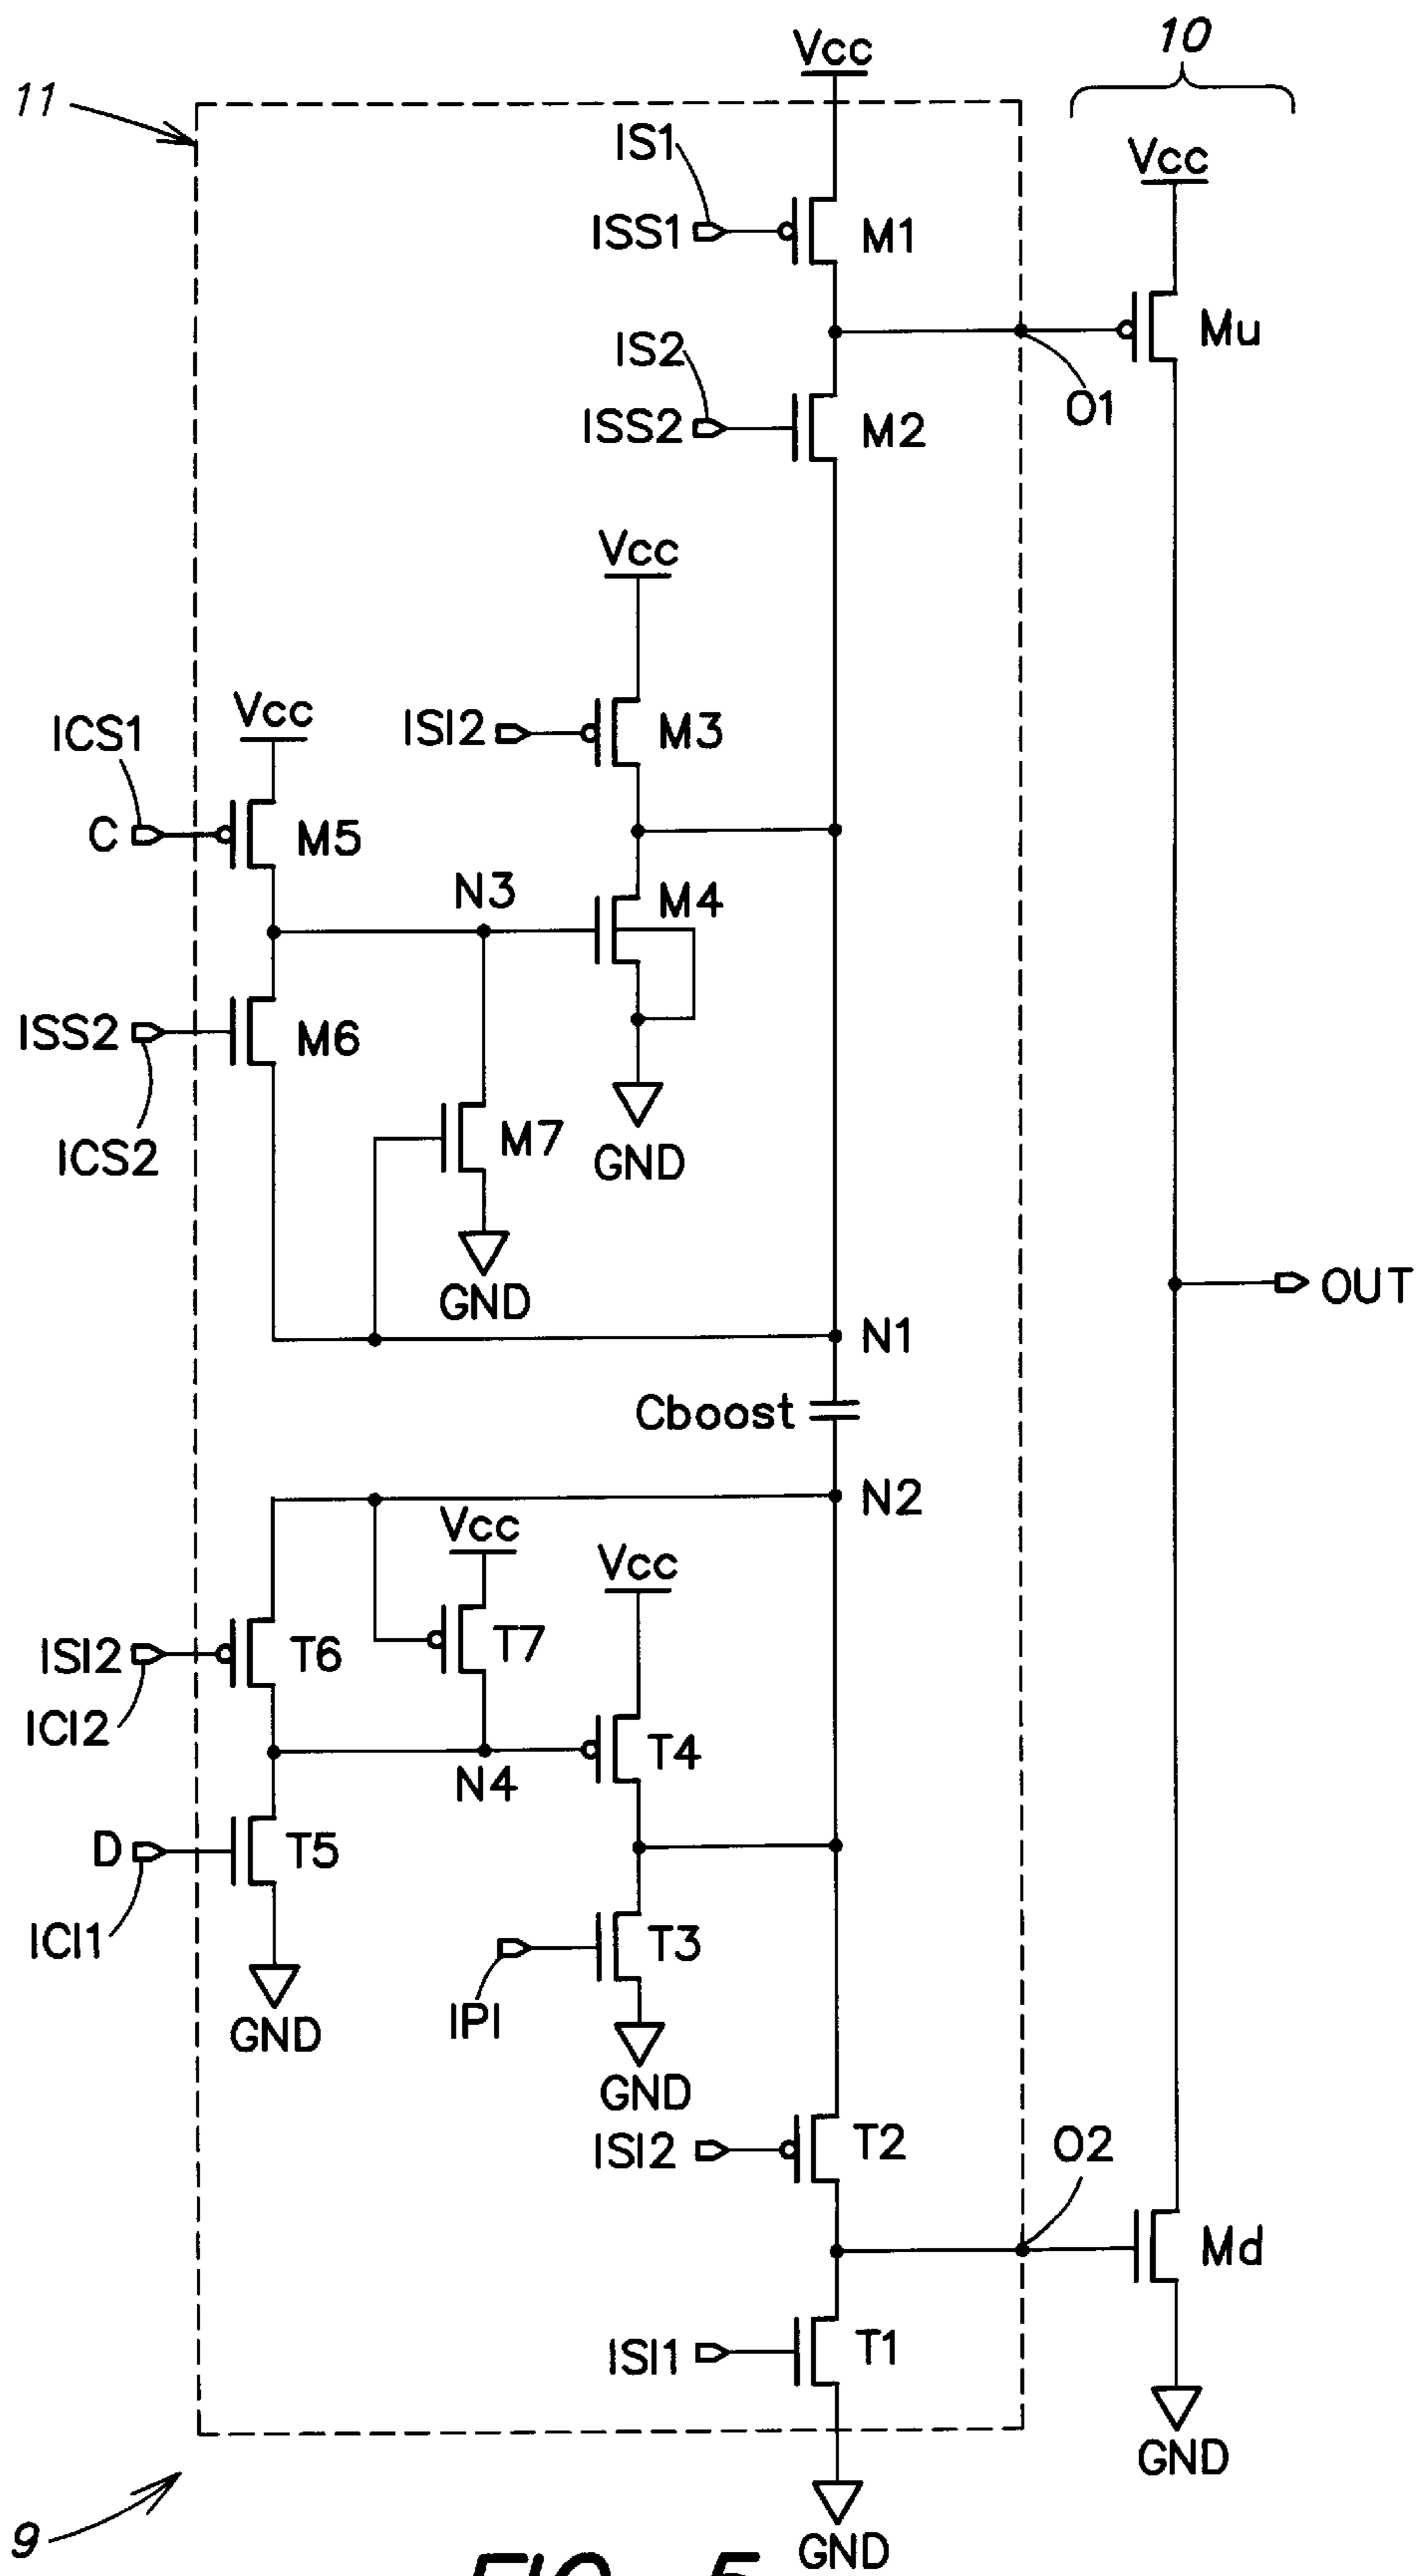 10
Vcc
11
Vcc
IS1
ISS1
M1
Mu
IS2
O1
ISS2
M2
Vcc
Vcc
ICS1
ISI2
M3
C
M5
N3
M4
ISS2
M6
M7
ICS2
GND
GND
OUT
N1
Cboost
N2
Vcc
Vcc
ISI2
T6
T7
ICI2
T4
N4
D
T5
ICI1
T3
IPI
GND
GND
ISI2
T2
O2
Md
ISI1
T1
GND
9
GND
FIG. 5